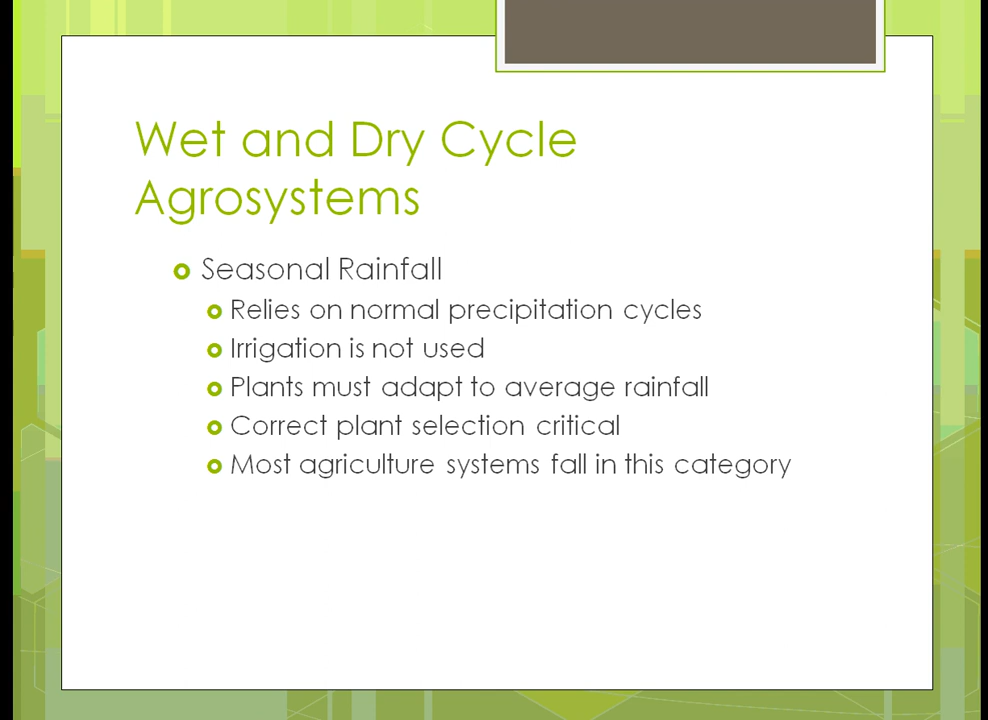 Wet and Dry Cycle
Agrosystems
Seasonal Rainfall
Relies on normal precipitation cycles
Irrigation is not used
Plants must adapt to average rainfall
Correct plant selection critical
Most agriculture systems fall in this category